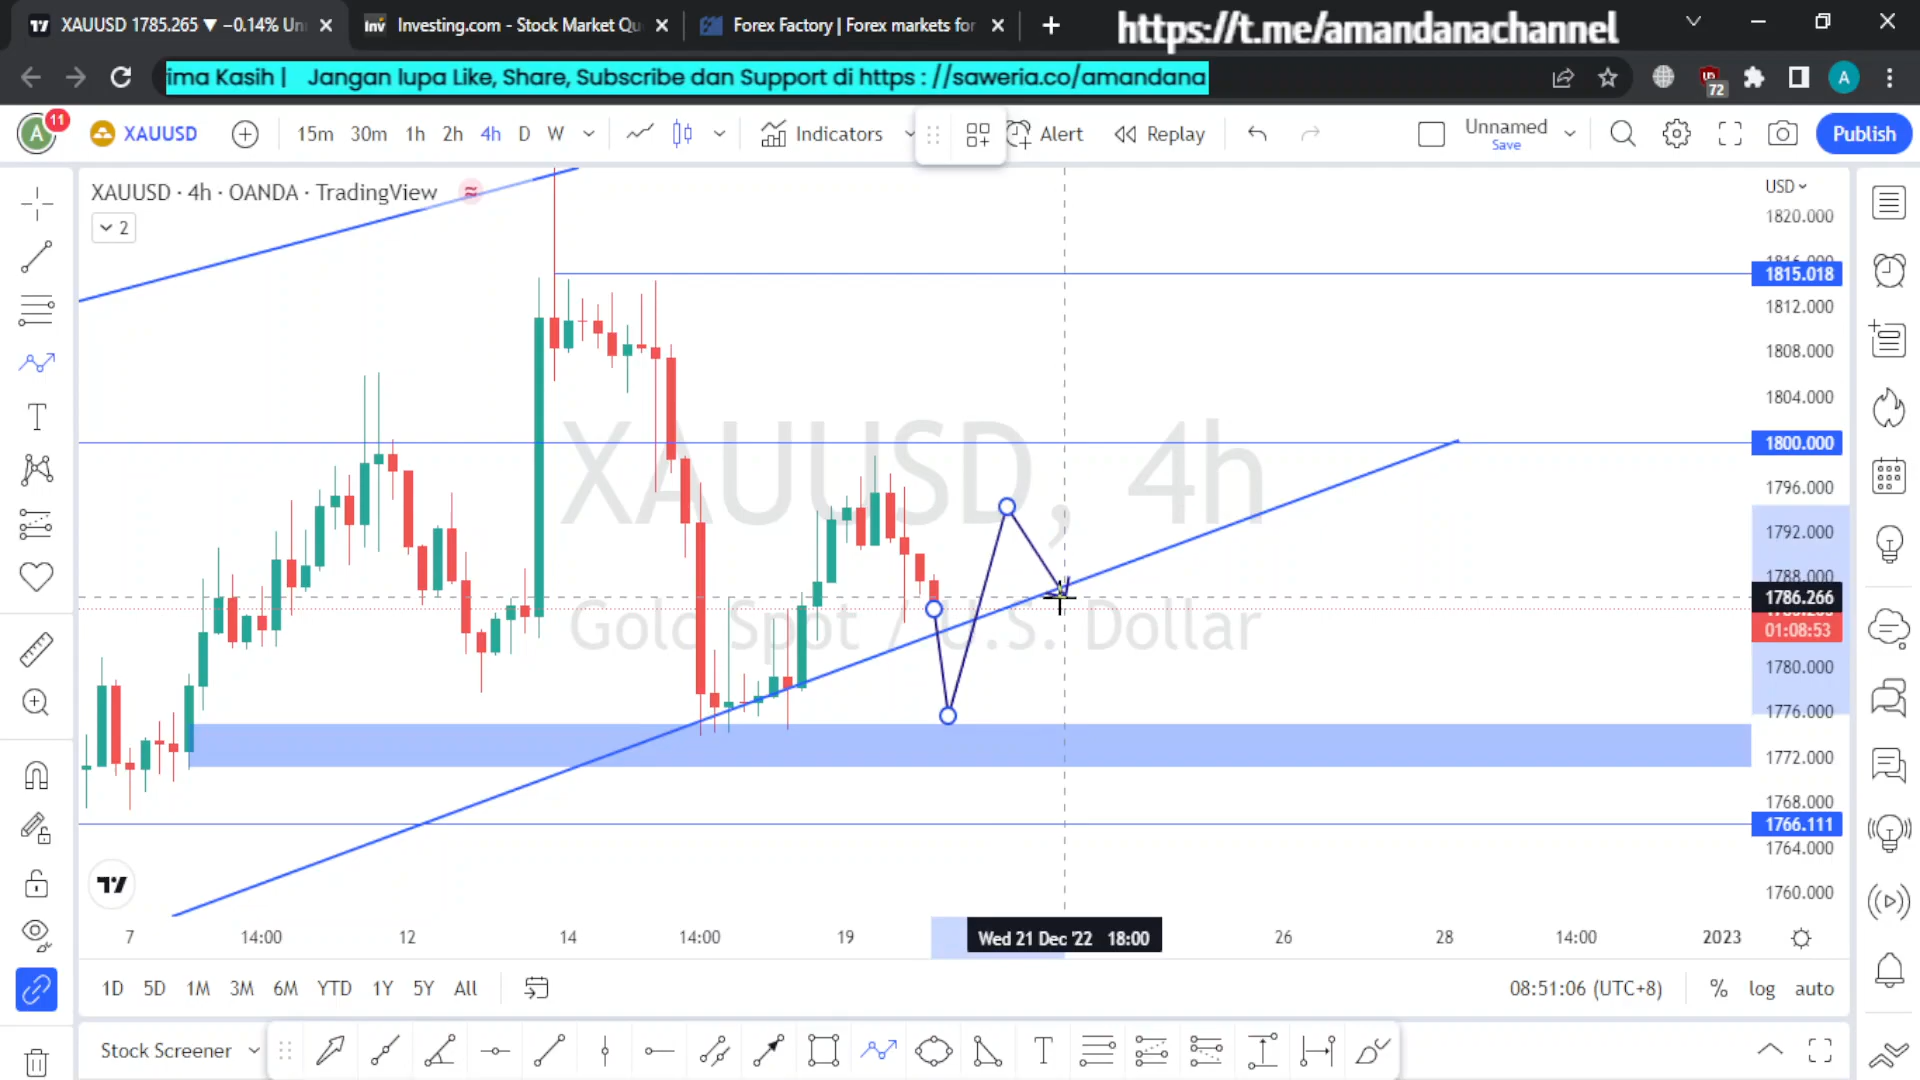 XAUUSD 1785.265 ▼ −0.14% Un
Investing.com - Stock Market Qu
Forex Factory | Forex markets for
https://t.me/amandanachannel
ima Kasih | Jangan lupa Like, Share, Subscribe dan Support di https : //saweria.co/amandana
72
A
A
11
XAUUSD
15m 30m 1h 2h 4h D W
Indicators
Alert
Replay
Unnamed
Save
Publish
XAUUSD · 4h · OANDA · TradingView
2
USD
1820.000
1815.018
1812.000
1808.000
1804.000
1800.000
1796.000
1792.000
1788.000
1786.266
01:08:53
1780.000
1776.000
1772.000
1768.000
1766.111
1764.000
1760.000
XAUUSD, 4h
Gold Spot / U.S. Dollar
7 14:00 12 14 14:00 19 Wed 21 Dec '22 18:00 26 28 14:00 2023
1D 5D 1M 3M 6M YTD 1Y 5Y All
08:51:06 (UTC+8) % log auto
Stock Screener